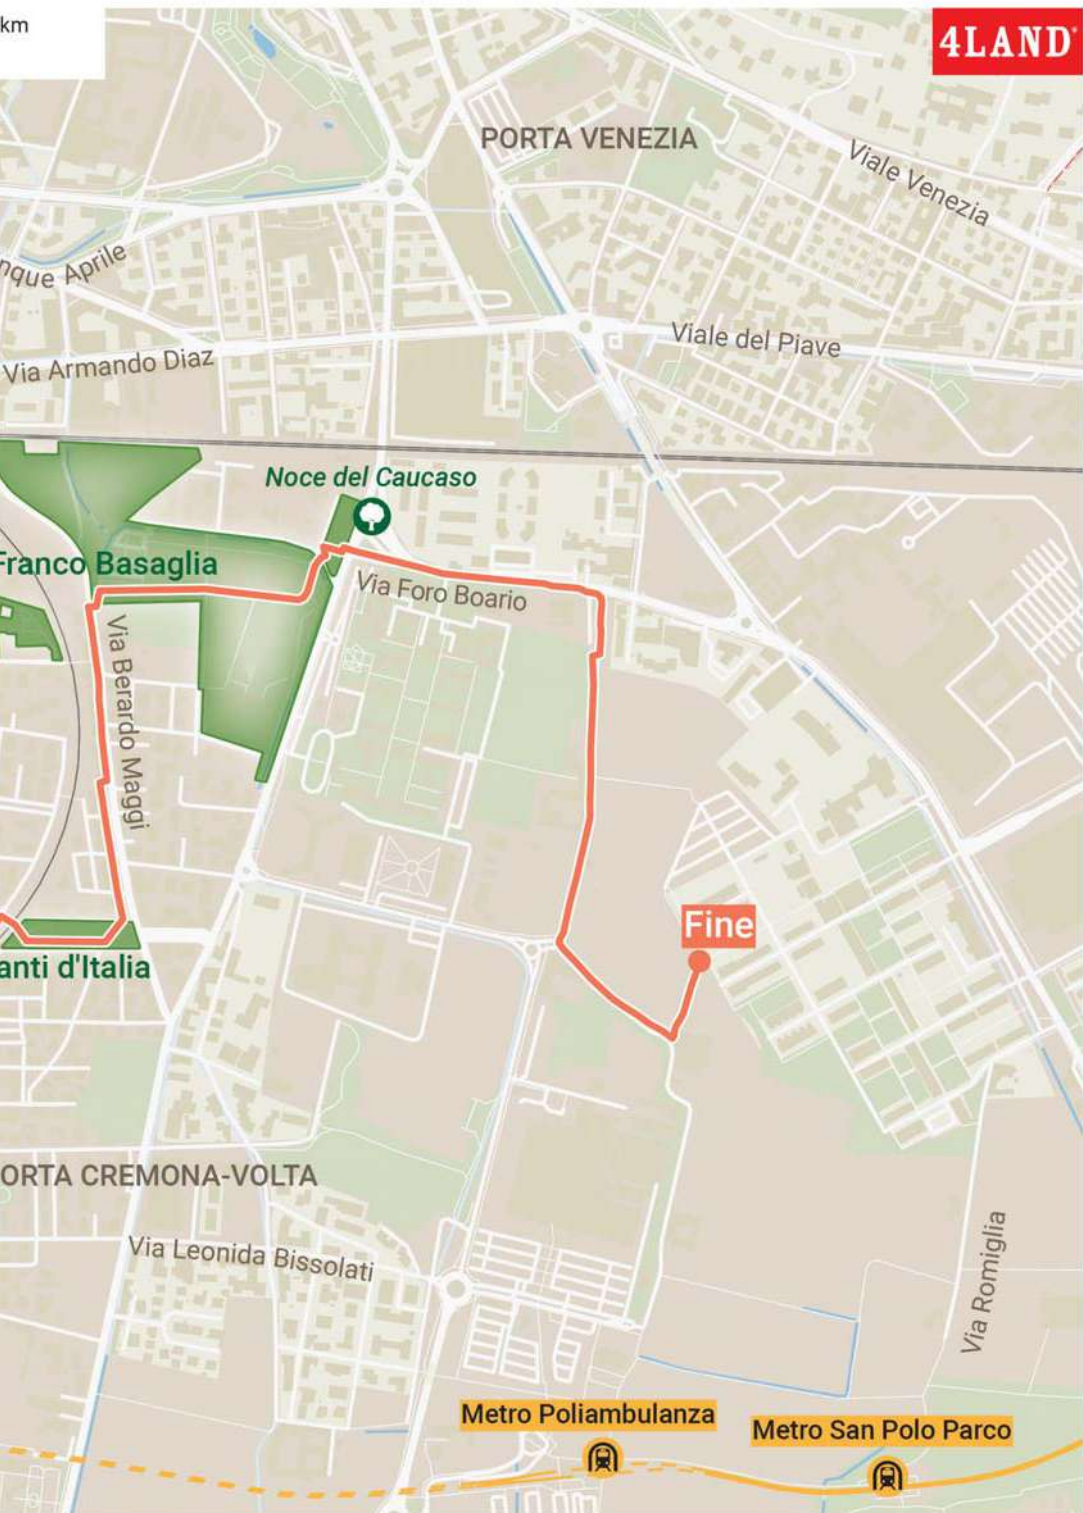 km
4LAND
PORTA VENEZIA
Viale Venezia
nque Aprile
Viale del Piave
Via Armando Diaz
Noce del Caucaso
Franco Basaglia
Via Foro Boario
Via Berardo Maggi
Fine
anti d'Italia
ORTA CREMONA-VOLTA
Via Leonida Bissolati
Via Romiglia
Metro Poliambulanza
Metro San Polo Parco